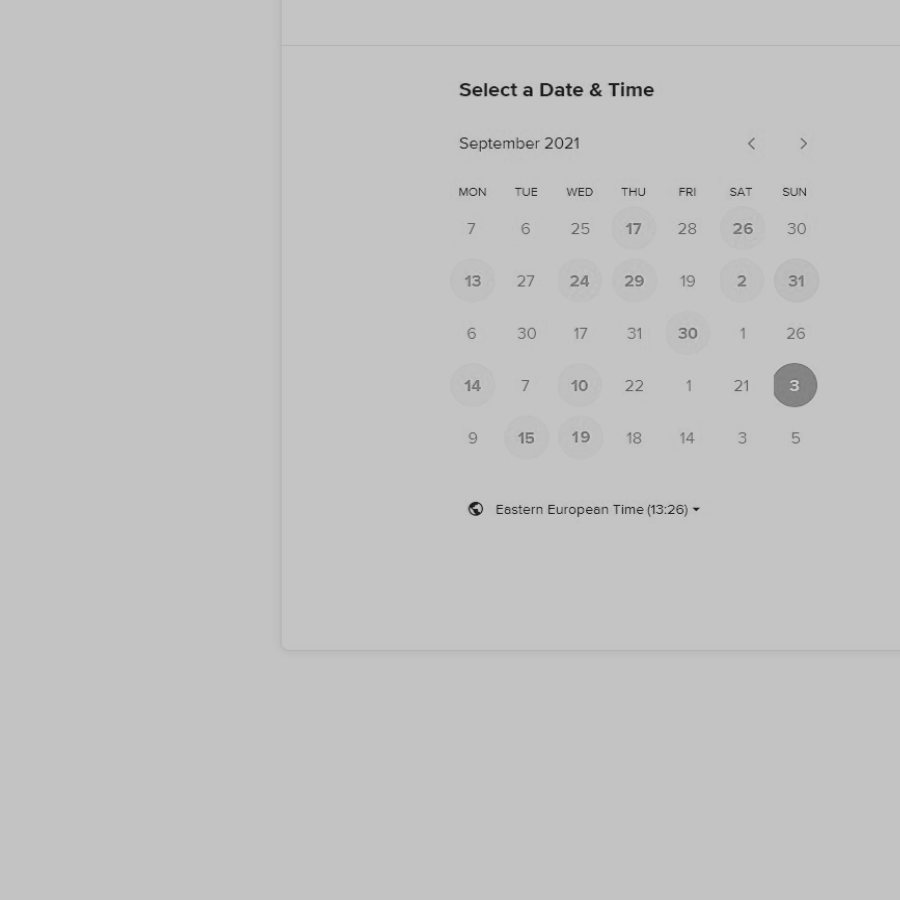 Select a Date & Time
September 2021
MON TUE WED THU FRI SAT SUN
7 6 25 17 28 26 30
13 27 24 29 19 2 31
6 30 17 31 30 1 26
14 7 10 22 1 21 3
9 15 19 18 14 3 5
Eastern European Time (13:26)